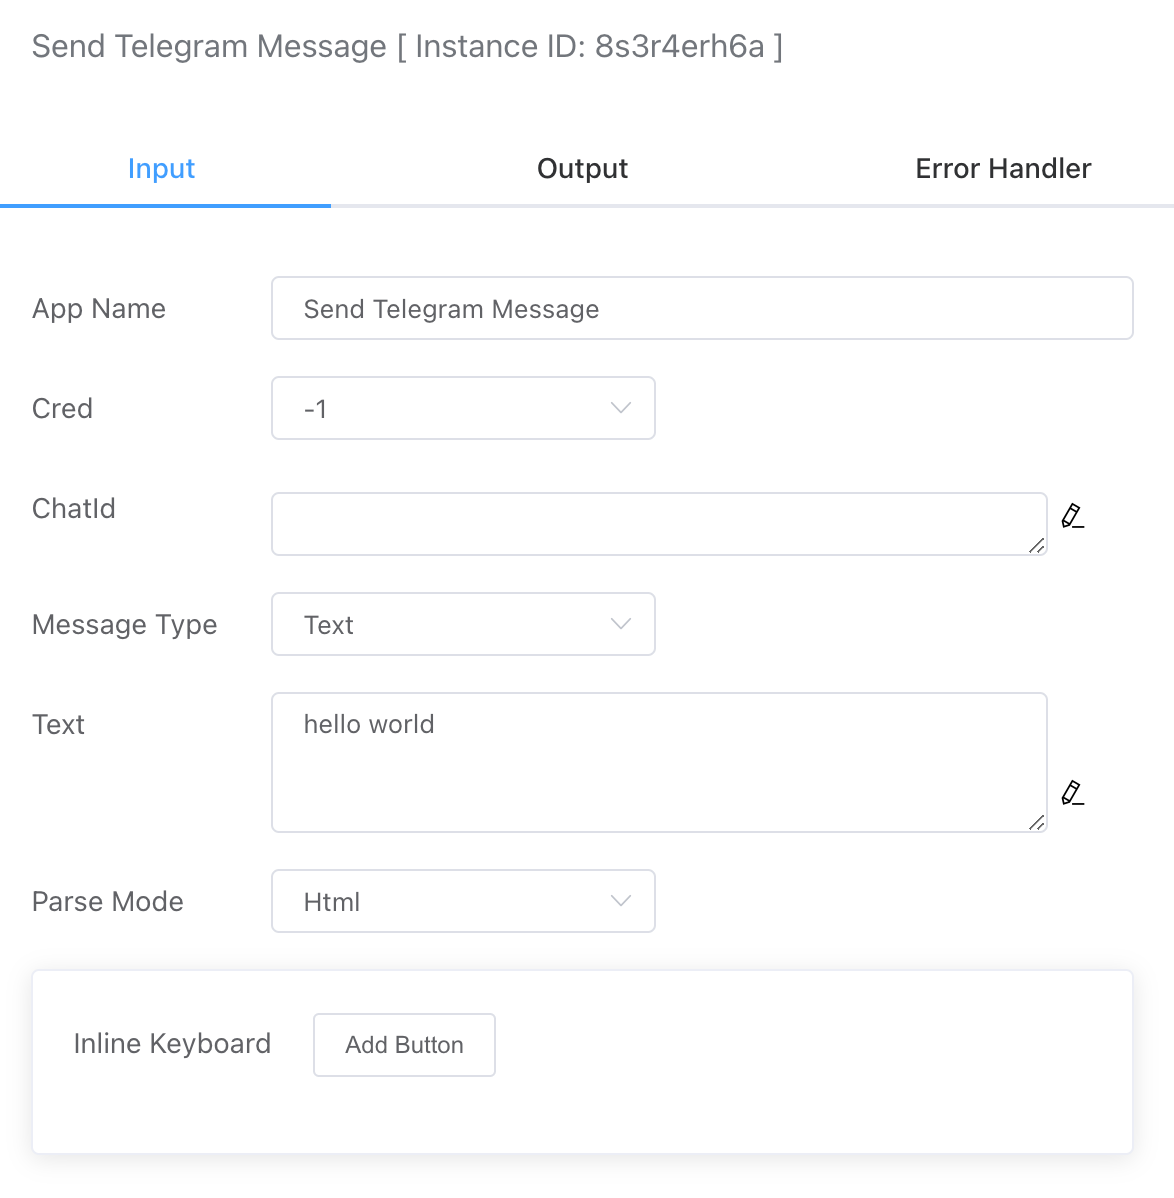 Send Telegram Message [ Instance ID: 8s3r4erh6a ]
Input Output Error Handler
App Name Send Telegram Message
Cred -1
ChatId
Message Type Text
Text hello world
Parse Mode Html
Inline Keyboard Add Button